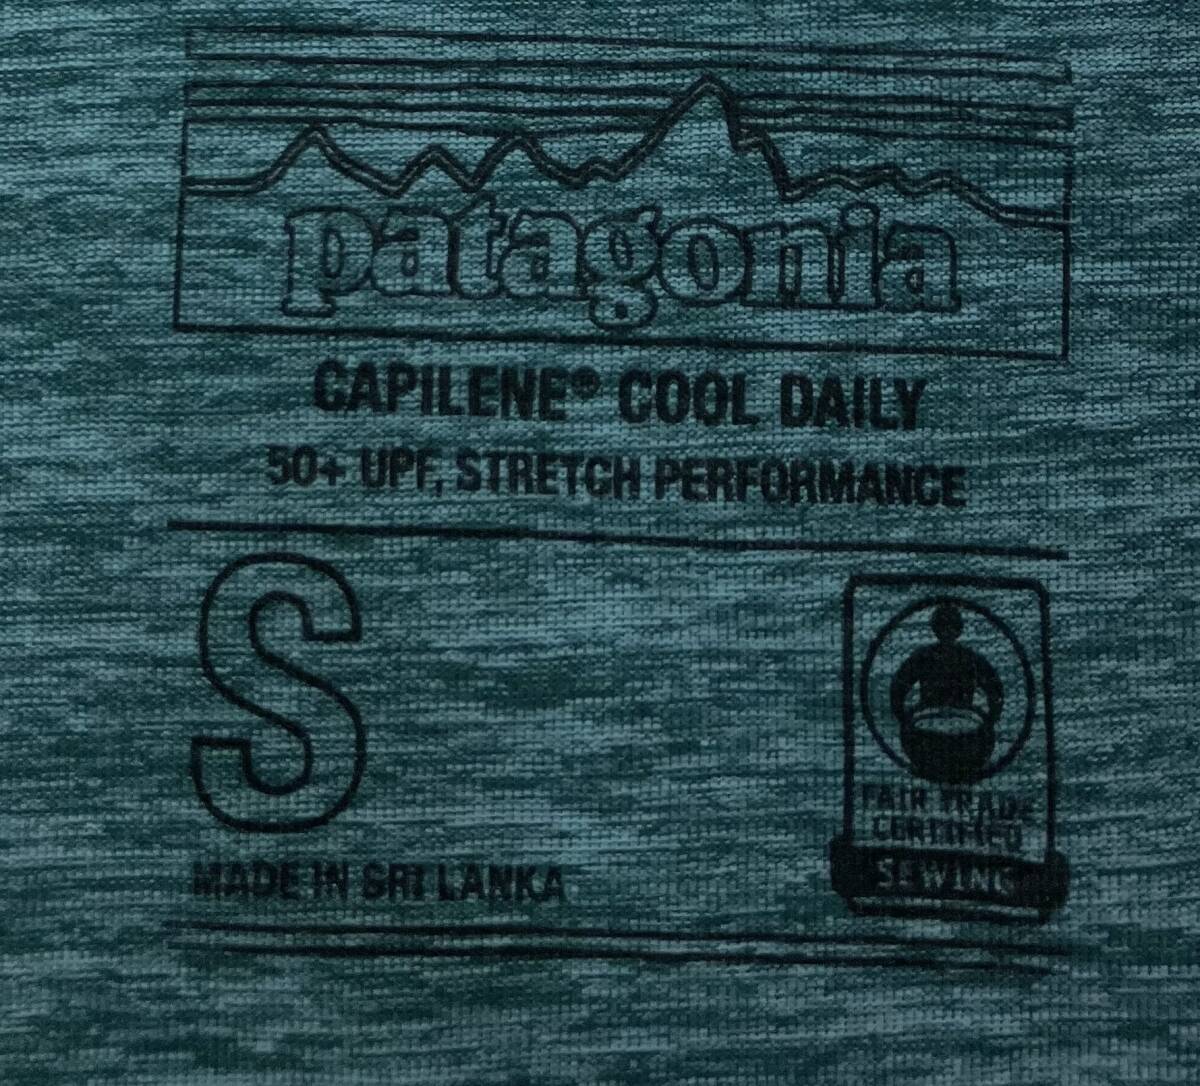 patagonia
CAPILENE® COOL DAILY
50+ UPF, STRETCH PERFORMANCE
S
MADE IN SRI LANKA
FAIR TRADE
CERTIFIED
SEWING